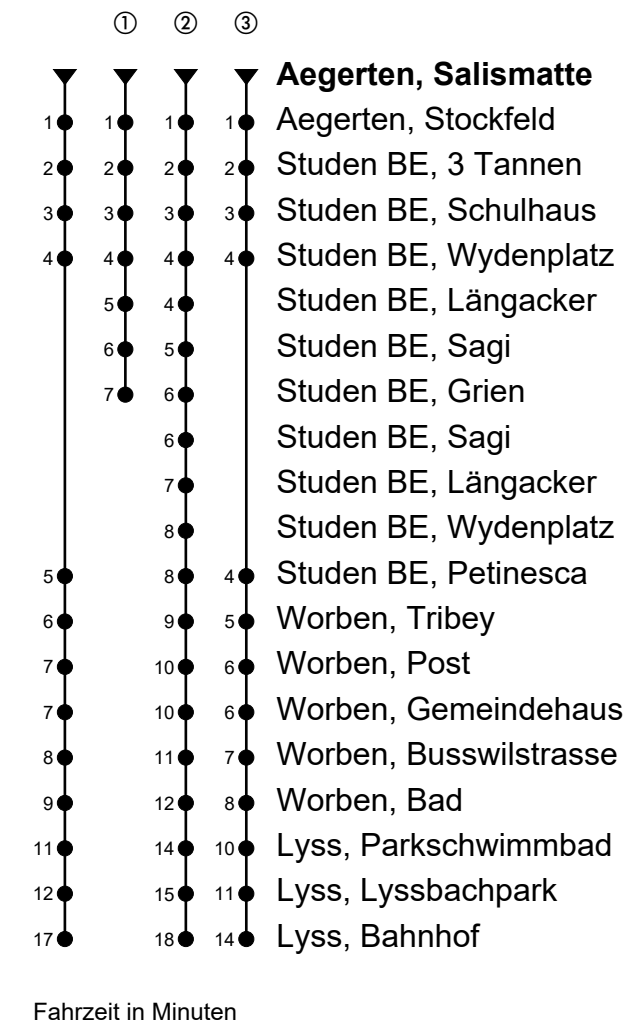 ① ② ③
Aegerten, Salismatte
1 1 1 1 Aegerten, Stockfeld
2 2 2 2 Studen BE, 3 Tannen
3 3 3 3 Studen BE, Schulhaus
4 4 4 4 Studen BE, Wydenplatz
5 4 Studen BE, Längacker
6 5 Studen BE, Sagi
7 6 Studen BE, Grien
6 Studen BE, Sagi
7 Studen BE, Längacker
8 Studen BE, Wydenplatz
5 8 4 Studen BE, Petinesca
6 9 5 Worben, Tribey
7 10 6 Worben, Post
7 10 6 Worben, Gemeindehaus
8 11 7 Worben, Busswilstrasse
9 12 8 Worben, Bad
11 14 10 Lyss, Parkschwimmbad
12 15 11 Lyss, Lyssbachpark
17 18 14 Lyss, Bahnhof
Fahrzeit in Minuten